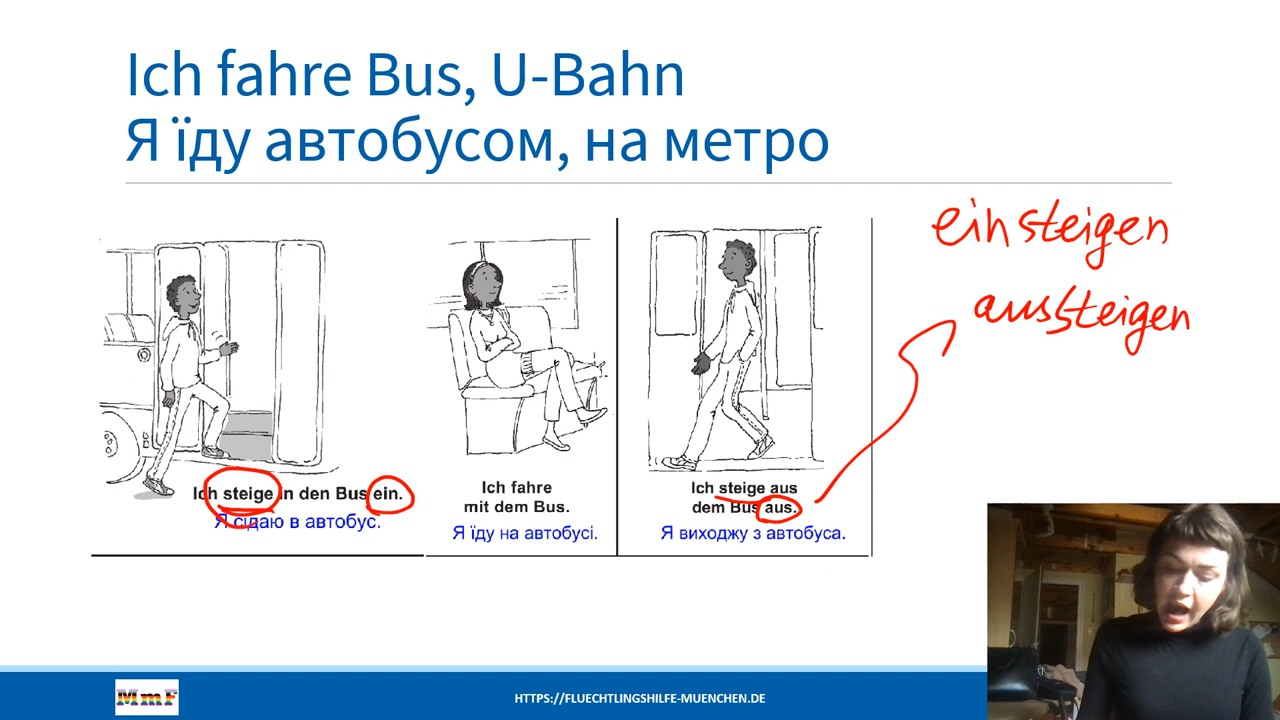 Ich fahre Bus, U-Bahn
Я їду автобусом, на метро
einsteigen
aussteigen
Ich steige in den Bus ein.
Я сідаю в автобус.
Ich fahre
mit dem Bus.
Я їду на автобусі.
Ich steige aus
dem Bus aus.
Я виходжу з автобуса.
MmF
HTTPS://FLUECHTLINGSHILFE-MUENCHEN.DE